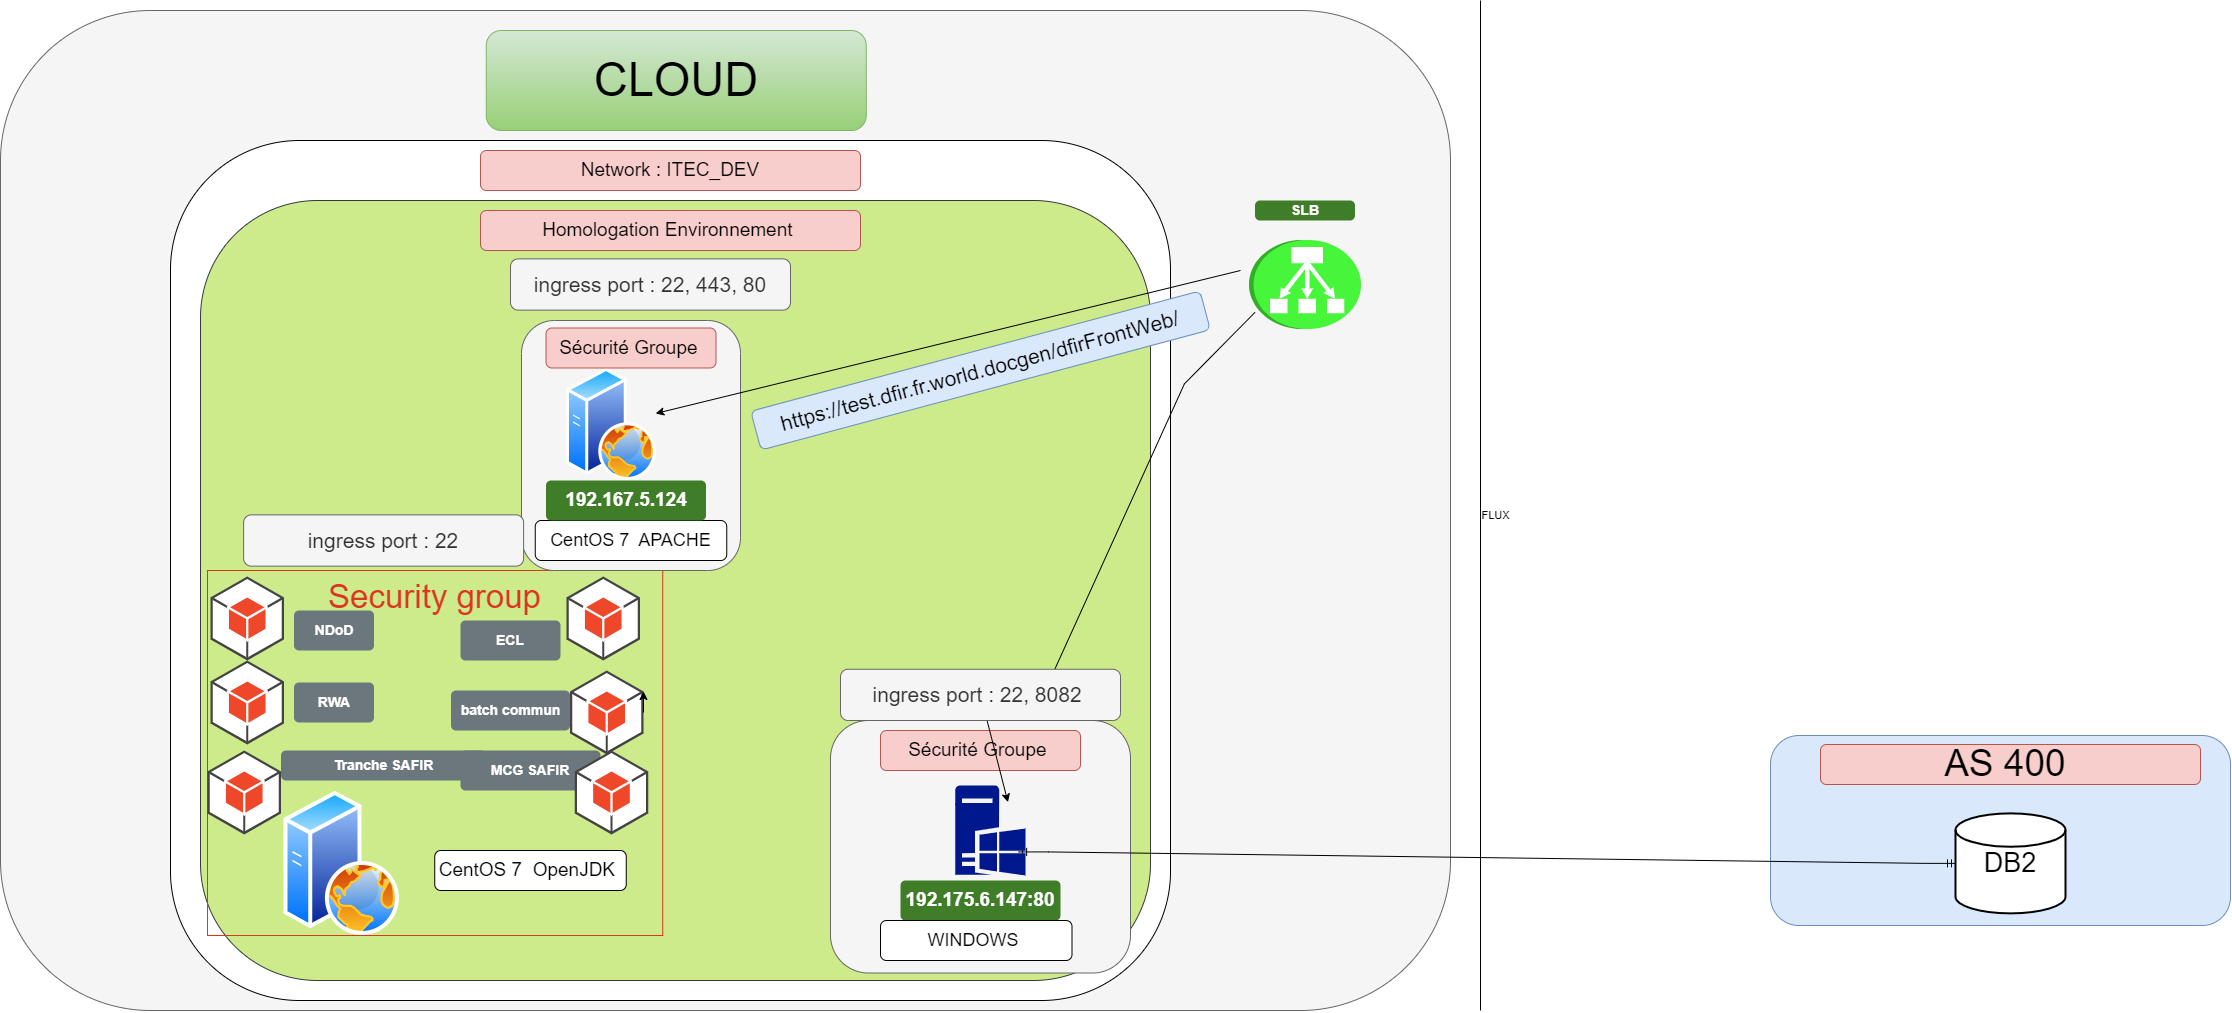 CLOUD
Network : ITEC_DEV
SLB
Homologation Environnement
ingress port : 22, 443, 80
Sécurité Groupe
https://test.dfir.fr.world.docgen/dfirFrontWeb/
192.167.5.124
CentOS 7 APACHE
FLUX
ingress port : 22
Security group
NDoD
ECL
RWA
batch commun
Tranche SAFIR
MCG SAFIR
CentOS 7 OpenJDK
ingress port : 22, 8082
Sécurité Groupe
192.175.6.147:80
WINDOWS
AS 400
DB2